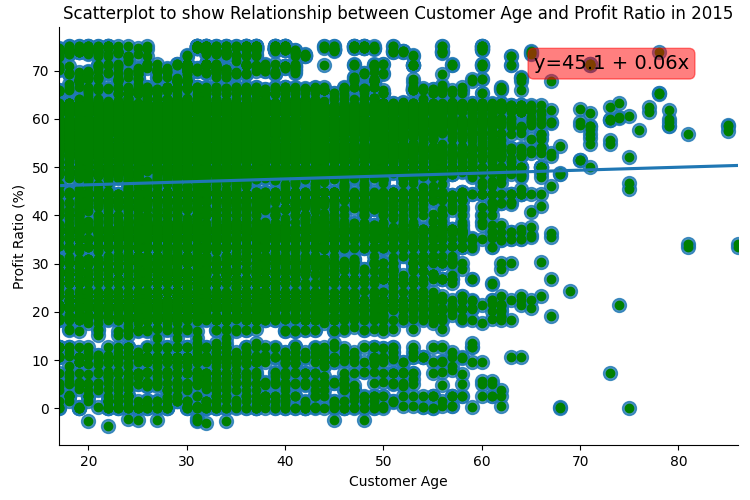 Scatterplot to show Relationship between Customer Age and Profit Ratio in 2015
y=45.1 + 0.06x
Profit Ratio (%)
70
60
50
40
30
20
10
0
20 30 40 50 60 70 80
Customer Age